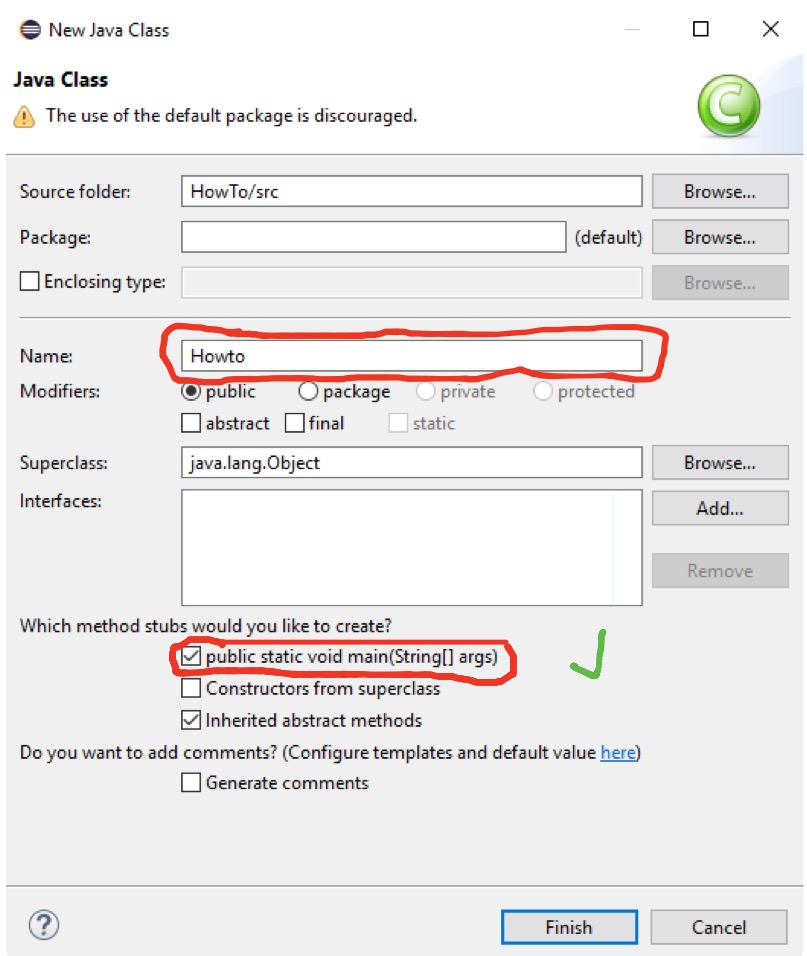 New Java Class
Java Class
The use of the default package is discouraged.
Source folder: HowTo/src Browse...
Package: (default) Browse...
Enclosing type: Browse...
Name: Howto
Modifiers: public package private protected
abstract final static
Superclass: java.lang.Object Browse...
Interfaces: Add...
Remove
Which method stubs would you like to create?
public static void main(String[] args)
Constructors from superclass
Inherited abstract methods
Do you want to add comments? (Configure templates and default value here)
Generate comments
Finish Cancel